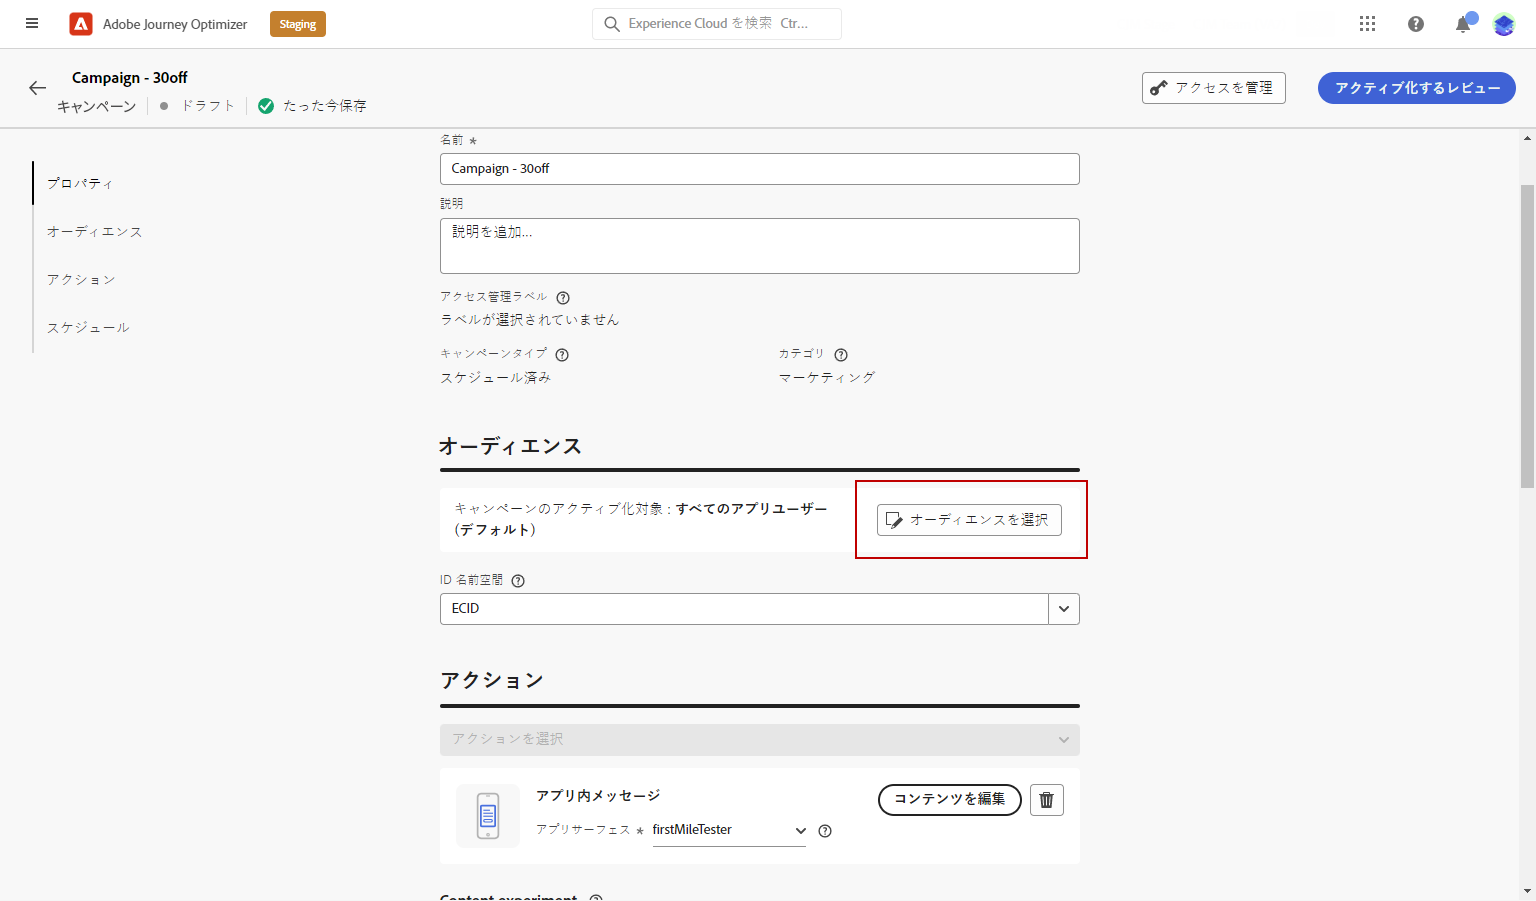 Adobe Journey Optimizer
Staging
Experience Cloud を検索 Ctr...
Campaign - 30off
キャンペーン
ドラフト
たった今保存
アクセスを管理
アクティブ化するレビュー
プロパティ
オーディエンス
アクション
スケジュール
名前 *
Campaign - 30off
説明
説明を追加...
アクセス管理ラベル
ラベルが選択されていません
キャンペーンタイプ
カテゴリ
スケジュール済み
マーケティング
オーディエンス
キャンペーンのアクティブ化対象 : すべてのアプリユーザー
(デフォルト)
オーディエンスを選択
ID 名前空間
ECID
アクション
アクションを選択
アプリ内メッセージ
アプリサーフェス * firstMileTester
コンテンツを編集
Content experiment